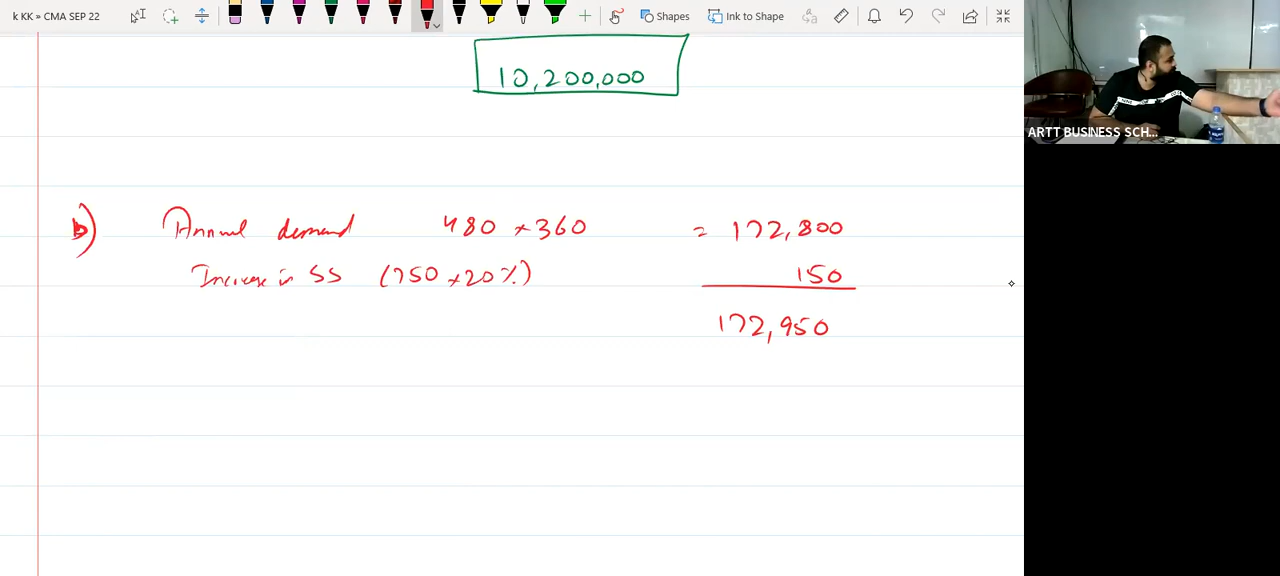 k KK » CMA SEP 22
Shapes
Ink to Shape
10,200,000
ARTT BUSINESS SCH...
b) Annual demand 480 × 360 = 172,800
Increase in SS (750 × 20%) 150
172,950